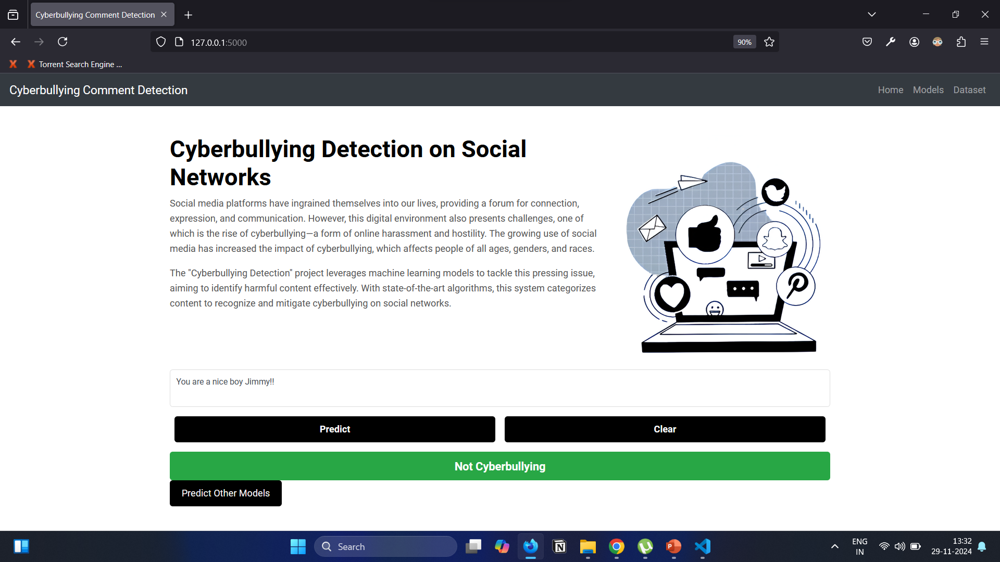 Cyberbullying Comment Detection
127.0.0.1:5000
90%
Torrent Search Engine ...
Cyberbullying Comment Detection
Home Models Dataset
Cyberbullying Detection on Social
Networks
Social media platforms have ingrained themselves into our lives, providing a forum for connection,
expression, and communication. However, this digital environment also presents challenges, one of
which is the rise of cyberbullying—a form of online harassment and hostility. The growing use of social
media has increased the impact of cyberbullying, which affects people of all ages, genders, and races.
The "Cyberbullying Detection" project leverages machine learning models to tackle this pressing issue,
aiming to identify harmful content effectively. With state-of-the-art algorithms, this system categorizes
content to recognize and mitigate cyberbullying on social networks.
You are a nice boy Jimmy!!
Predict
Clear
Not Cyberbullying
Predict Other Models
Search
ENG
IN
13:32
29-11-2024